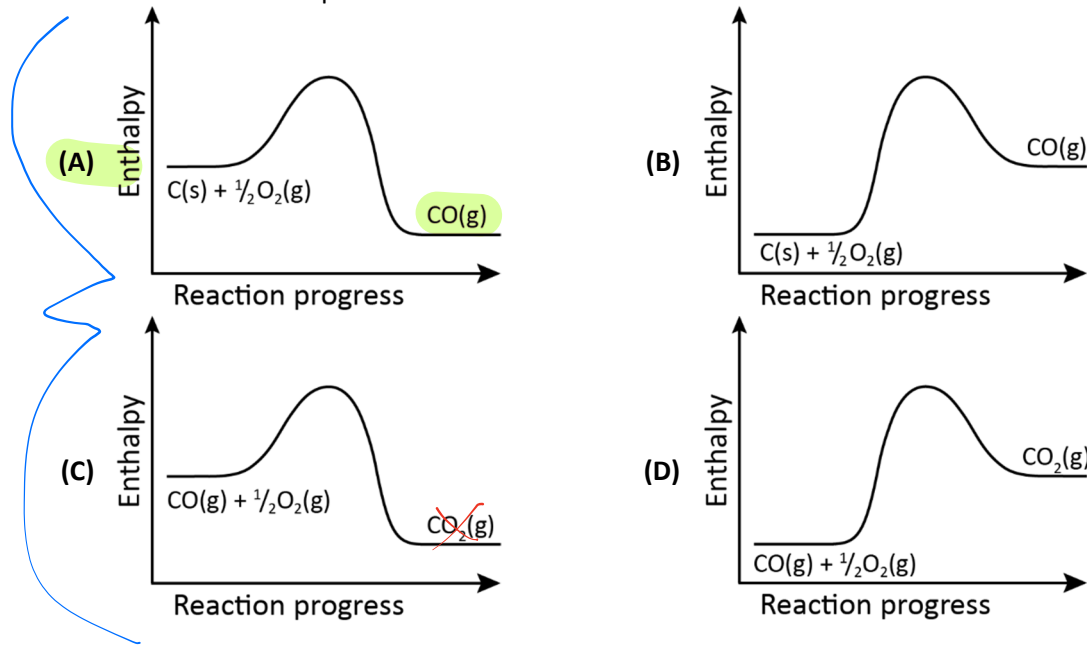 (A)
Enthalpy
C(s) + ½O₂(g)
CO(g)
Reaction progress
(B)
Enthalpy
C(s) + ½O₂(g)
CO(g)
Reaction progress
(C)
Enthalpy
CO(g) + ½O₂(g)
CO₂(g)
Reaction progress
(D)
Enthalpy
CO(g) + ½O₂(g)
CO₂(g)
Reaction progress